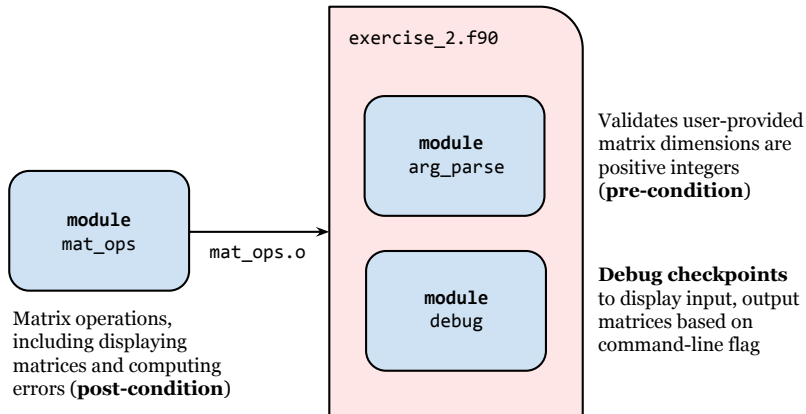 exercise_2.f90
module
arg_parse
Validates user-provided
matrix dimensions are
positive integers
(pre-condition)
module
mat_ops
mat_ops.o
module
debug
Debug checkpoints
to display input, output
matrices based on
command-line flag
Matrix operations,
including displaying
matrices and computing
errors (post-condition)